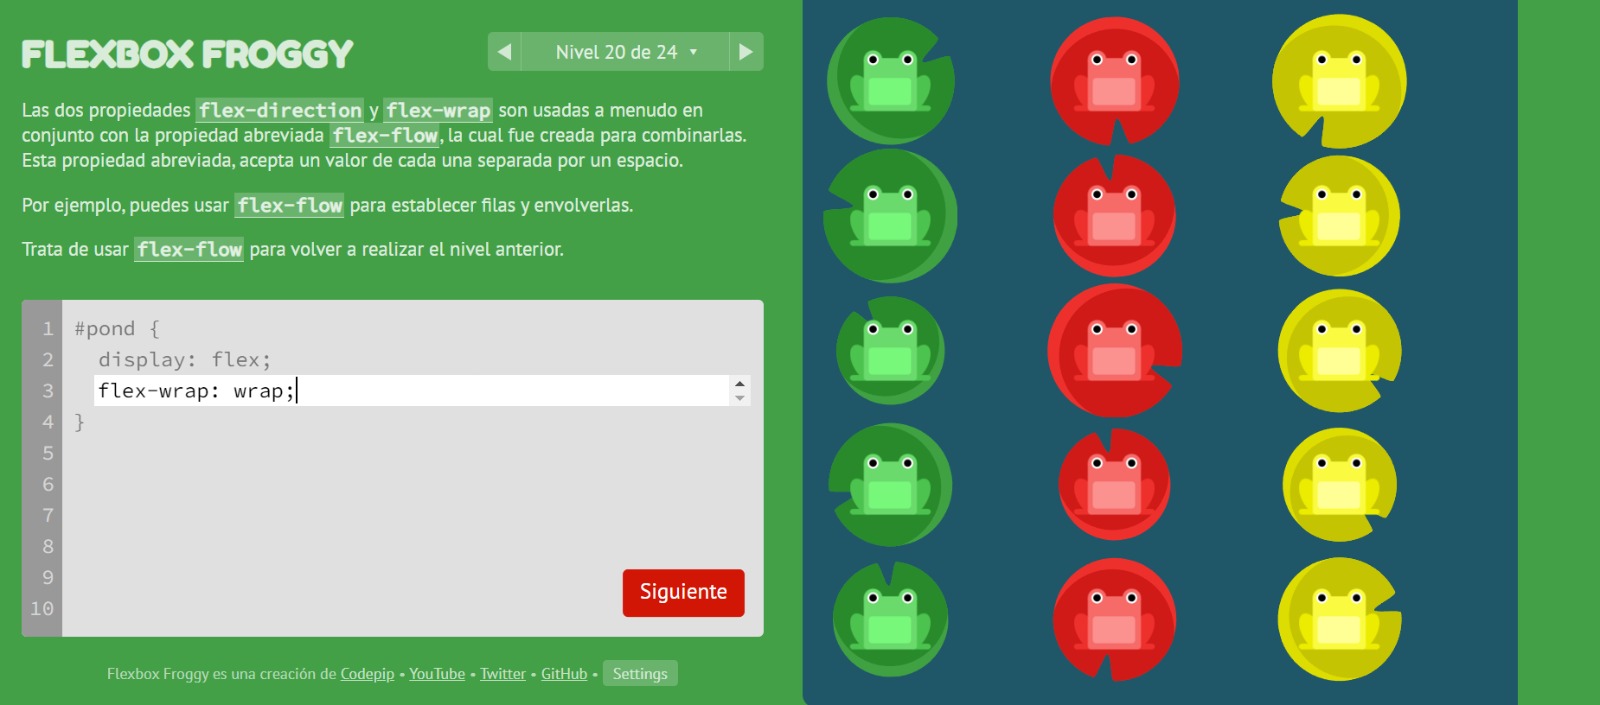 FLEXBOX FROGGY
Nivel 20 de 24
Las dos propiedades flex-direction y flex-wrap son usadas a menudo en
conjunto con la propiedad abreviada flex-flow, la cual fue creada para combinarlas.
Esta propiedad abreviada, acepta un valor de cada una separada por un espacio.
Por ejemplo, puedes usar flex-flow para establecer filas y envolverlas.
Trata de usar flex-flow para volver a realizar el nivel anterior.
1 #pond {
2 display: flex;
3 flex-wrap: wrap;
4 }
5
6
7
8
9
10
Siguiente
Flexbox Froggy es una creación de Codepip • YouTube • Twitter • GitHub • Settings